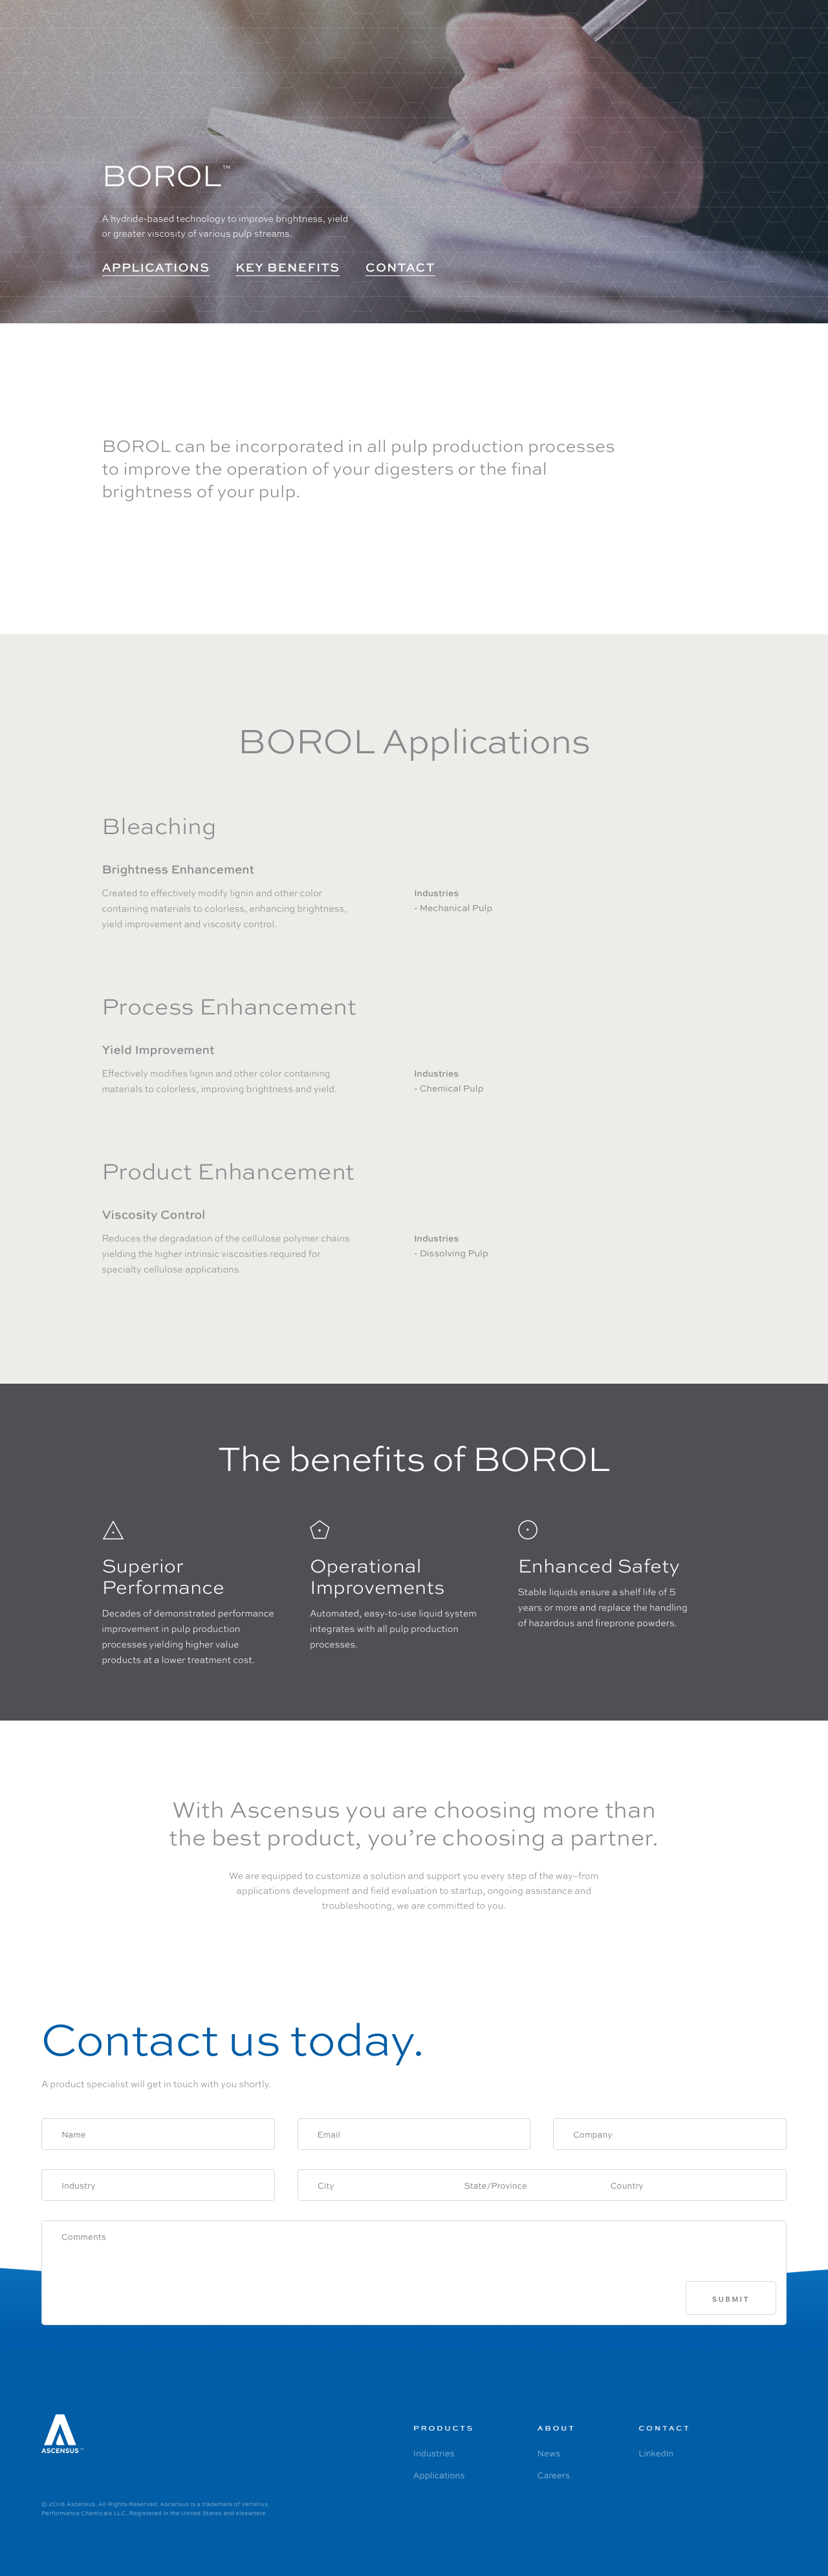 BOROL™
A hydride-based technology to improve brightness, yield
or greater viscosity of various pulp streams.
APPLICATIONS KEY BENEFITS CONTACT
BOROL can be incorporated in all pulp production processes
to improve the operation of your digesters or the final
brightness of your pulp.
BOROL Applications
Bleaching
Brightness Enhancement
Created to effectively modify lignin and other color
containing materials to colorless, enhancing brightness,
yield improvement and viscosity control.
Industries
- Mechanical Pulp
Process Enhancement
Yield Improvement
Effectively modifies lignin and other color containing
materials to colorless, improving brightness and yield.
Industries
- Chemical Pulp
Product Enhancement
Viscosity Control
Reduces the degradation of the cellulose polymer chains
yielding the higher intrinsic viscosities required for
specialty cellulose applications.
Industries
- Dissolving Pulp
The benefits of BOROL
Superior
Performance
Decades of demonstrated performance
improvement in pulp production
processes yielding higher value
products at a lower treatment cost.
Operational
Improvements
Automated, easy-to-use liquid system
integrates with all pulp production
processes.
Enhanced Safety
Stable liquids ensure a shelf life of 5
years or more and replace the handling
of hazardous and fireprone powders.
With Ascensus you are choosing more than
the best product, you’re choosing a partner.
We are equipped to customize a solution and support you every step of the way–from
applications development and field evaluation to startup, ongoing assistance and
troubleshooting, we are committed to you.
Contact us today.
A product specialist will get in touch with you shortly.
Name Email Company
Industry City State/Province Country
Comments
SUBMIT
ASCENSUS™
PRODUCTS
Industries
Applications
ABOUT
News
Careers
CONTACT
LinkedIn
© 2018 Ascensus. All Rights Reserved. Ascensus is a trademark of Vertellus
Performance Chemicals LLC. Registered in the United States and elsewhere.